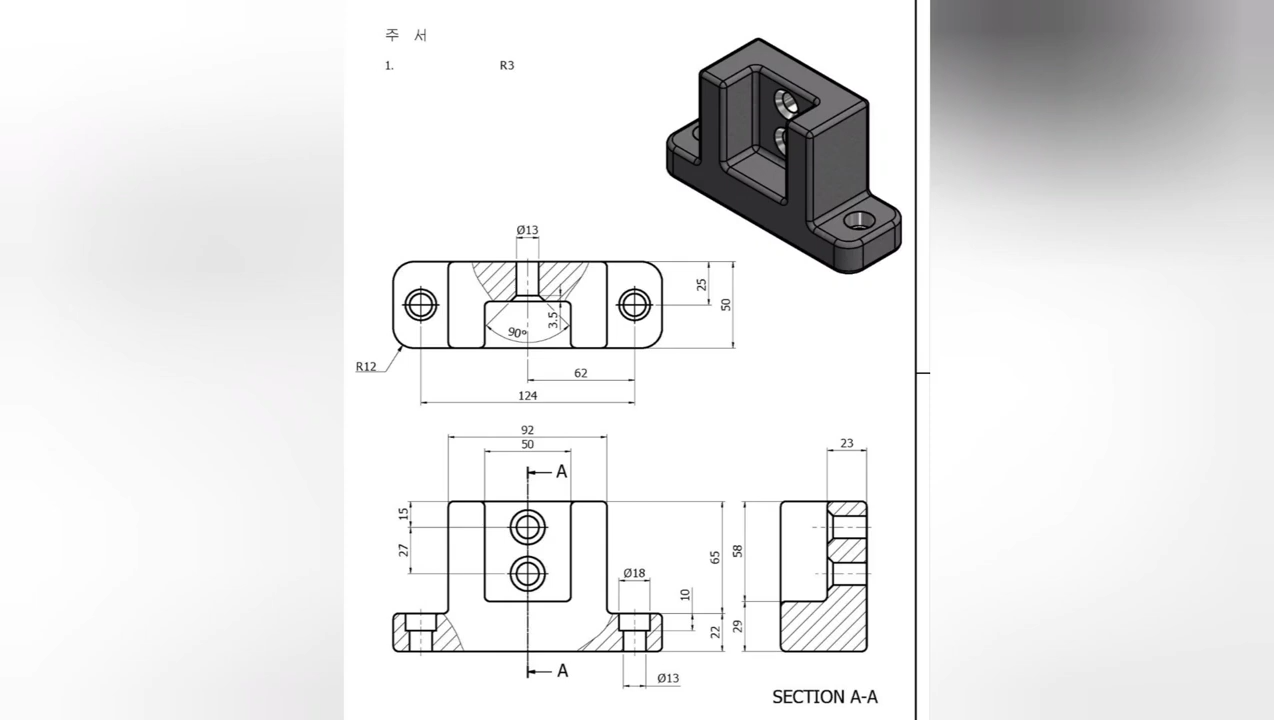 주 서
1. R3
Ø13
25
50
3.5
90°
R12
62
124
92
50
23
A
15
27
58
65
Ø18
10
22
29
A
Ø13
SECTION A-A